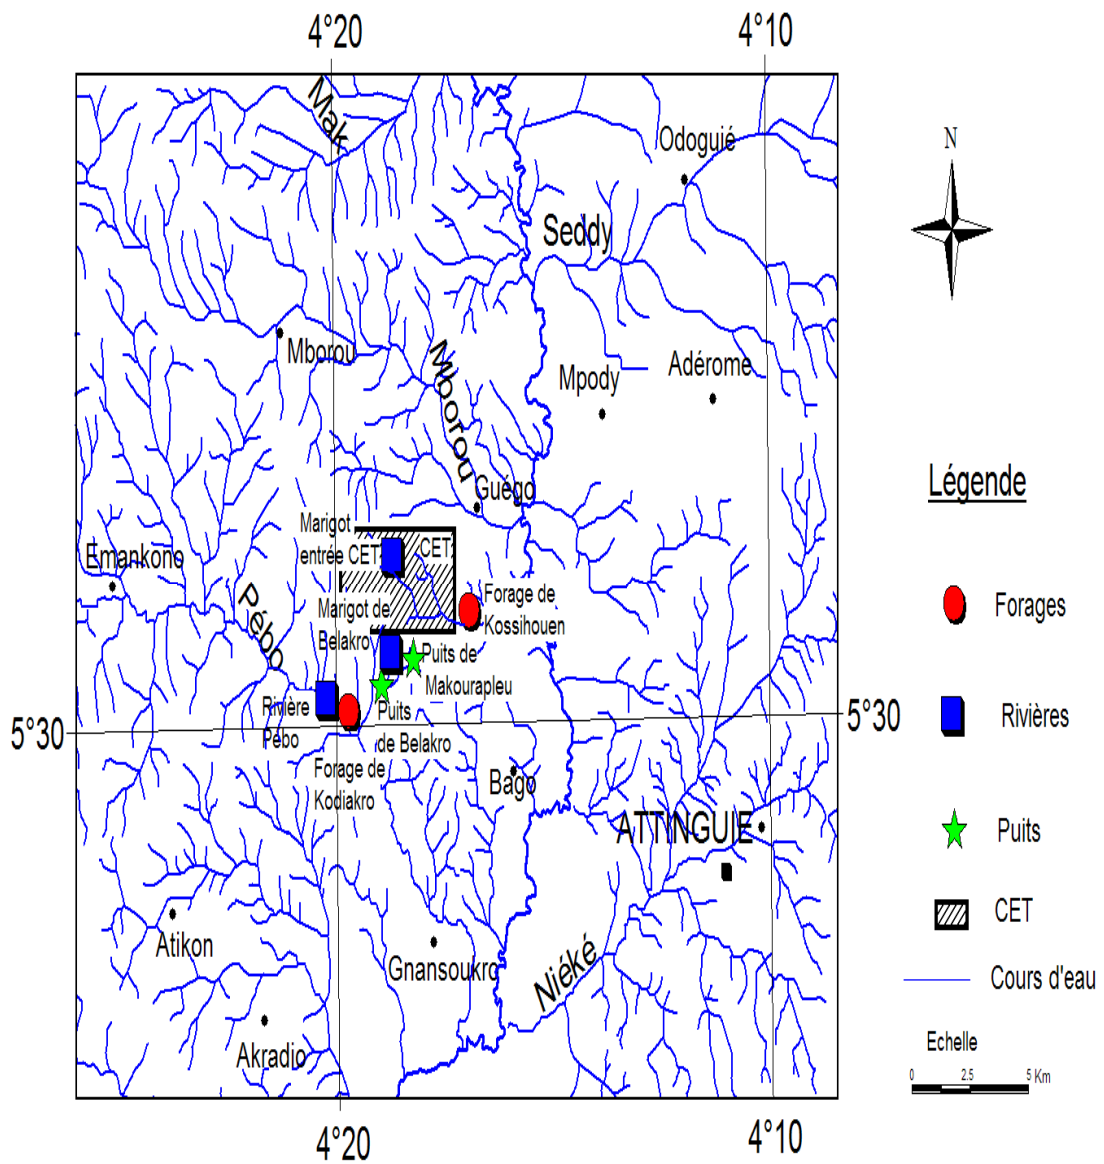 4°20
4°10
Mak
Odoguié
N
Seddy
Mborou
Mborou
Mpody
Adérome
Guégo
Légende
Marigot
entrée CET
CET
Emankono
Pébo
Marigot de
Belakro
Forage de
Kossihouen
Forages
Puits de
Makourapleu
Rivière
Pébo
Puits
de Belakro
Rivières
5°30
5°30
Forage de
Kodiakro
Bago
ATTINGUIE
Puits
Atikon
Gnansoukro
Niéké
CET
Cours d'eau
Akradio
Echelle
0 2.5 5 Km
4°20
4°10